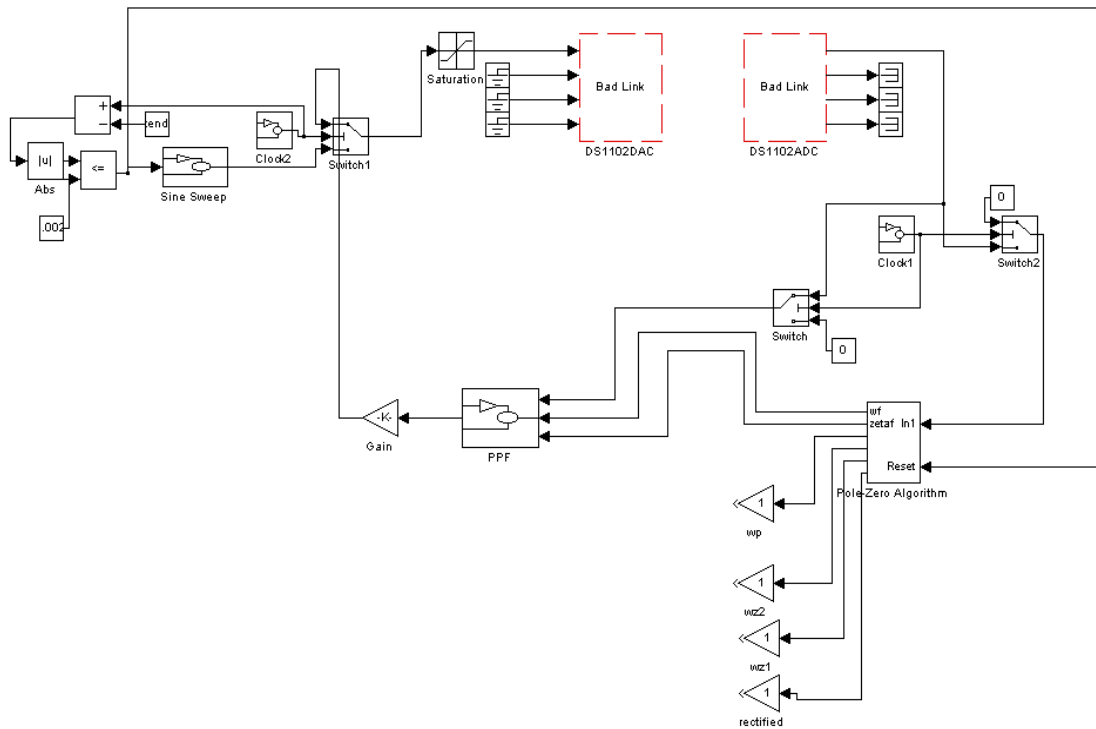 Saturation
Bad Link
DS1102DAC
Bad Link
DS1102ADC
+
−
|u|
Abs
<=
.002
Sine Sweep
Clock2
Switch1
0
Clock1
Switch2
Switch
0
-K-
Gain
PPF
wf
zetaf In1
Reset
Pole-Zero Algorithm
1
wp
1
wz2
1
wz1
1
rectified